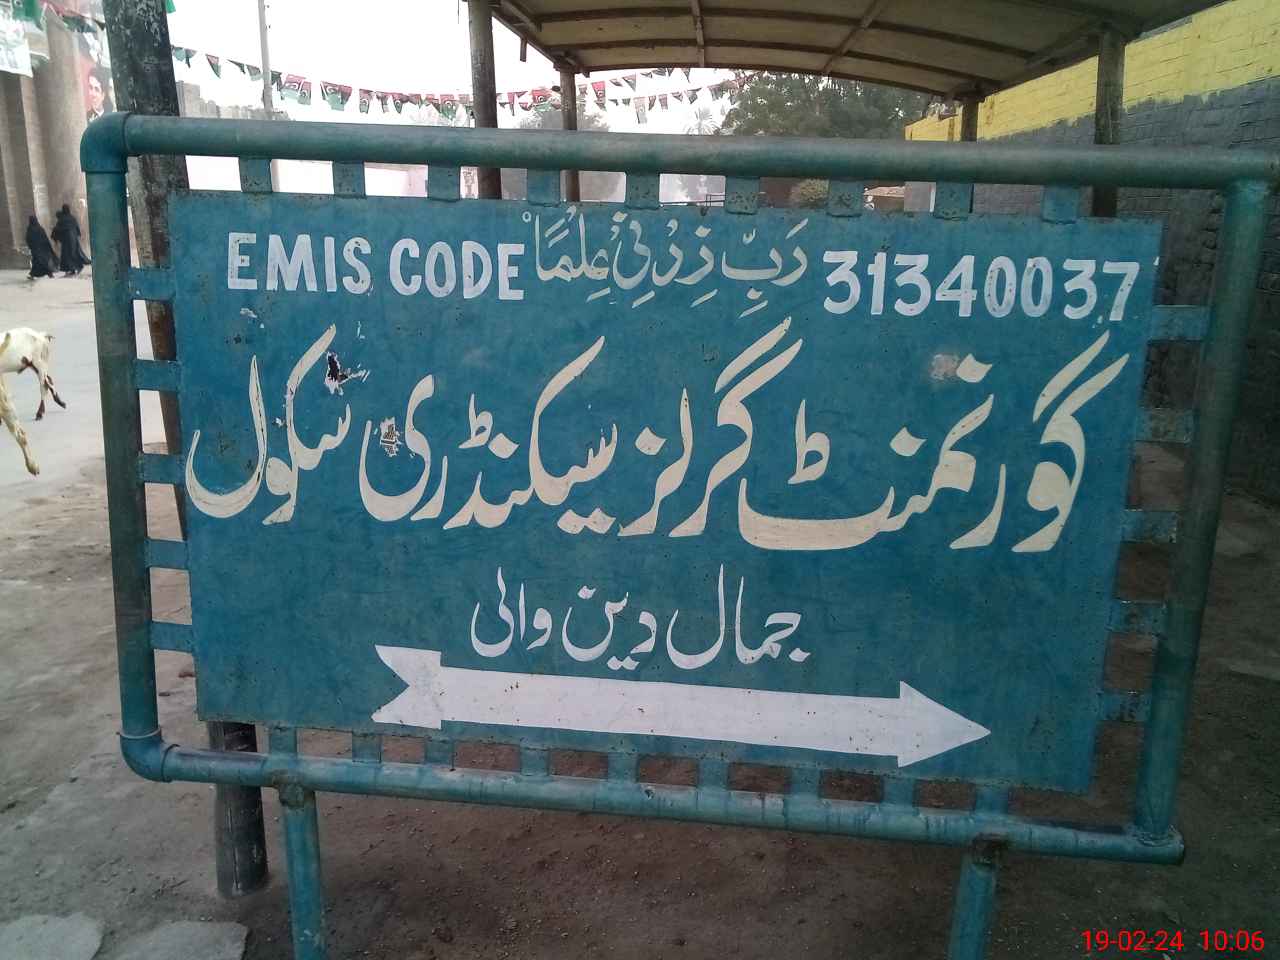 EMIS CODE رَبِّ زِدْنِیْ عِلْمًا 31340037
گورنمنٹ گرلز سیکنڈری سکول
جمال دین والی
19-02-24 10:06